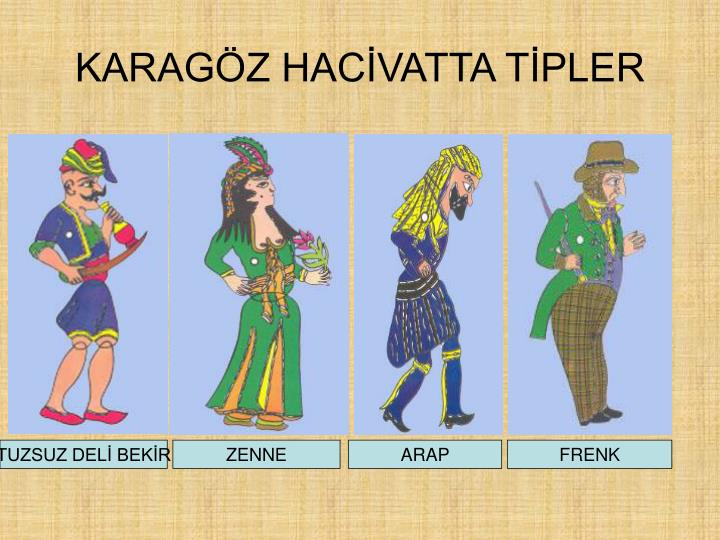 KARAGÖZ HACİVATTA TİPLER
TUZSUZ DELİ BEKİR
ZENNE
ARAP
FRENK